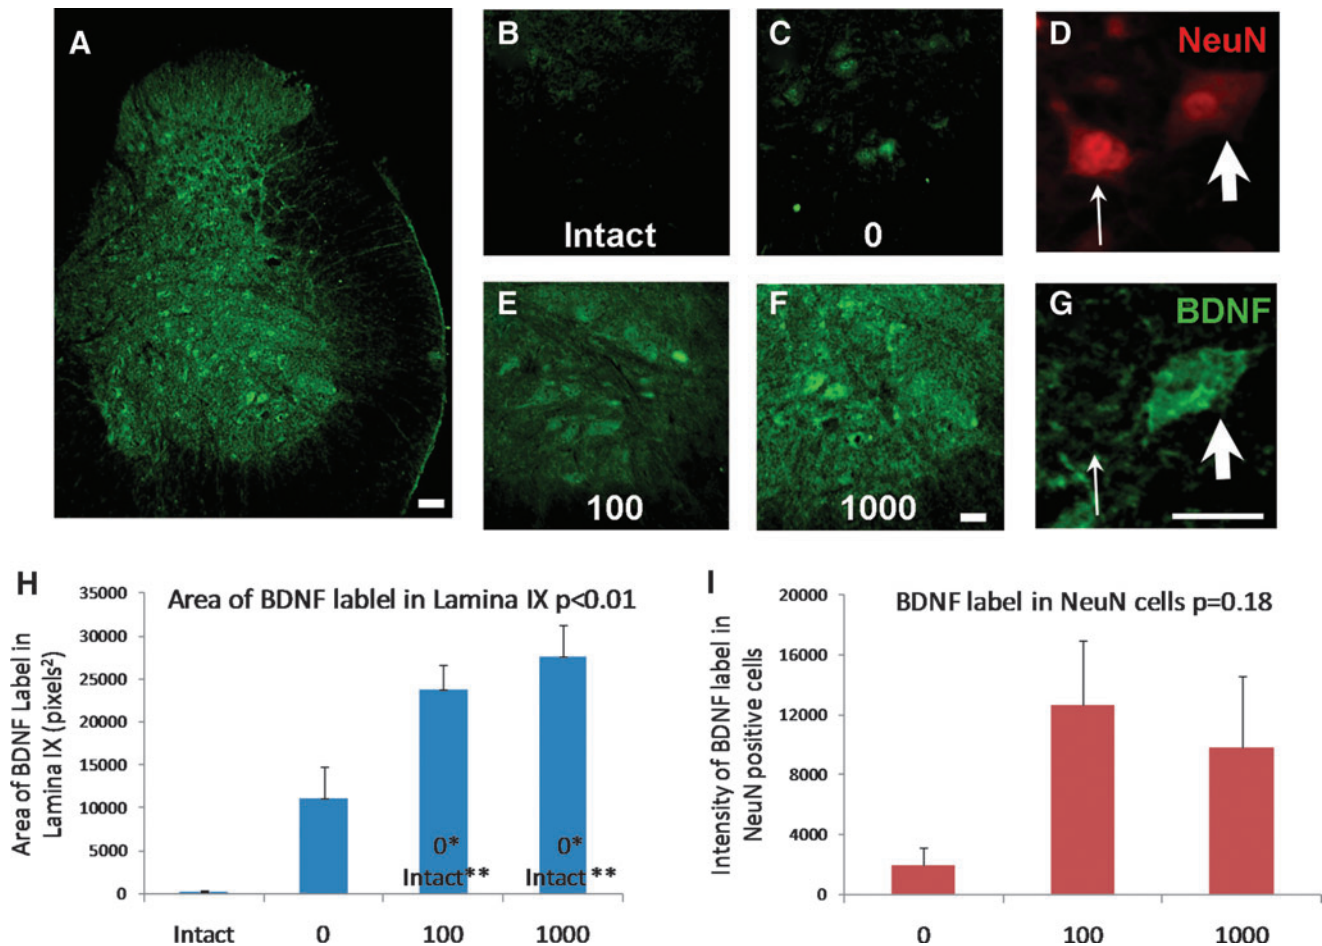 A
B
Intact
C
0
D
NeuN
E
100
F
1000
G
BDNF
H
Area of BDNF lablel in Lamina IX p<0.01
Area of BDNF Label in
Lamina IX (pixels²)
35000
30000
25000
20000
15000
10000
5000
0
0*
Intact**
0*
Intact **
Intact
0
100
1000
I
BDNF label in NeuN cells p=0.18
Intensity of BDNF label in
NeuN positive cells
20000
16000
12000
8000
4000
0
0
100
1000